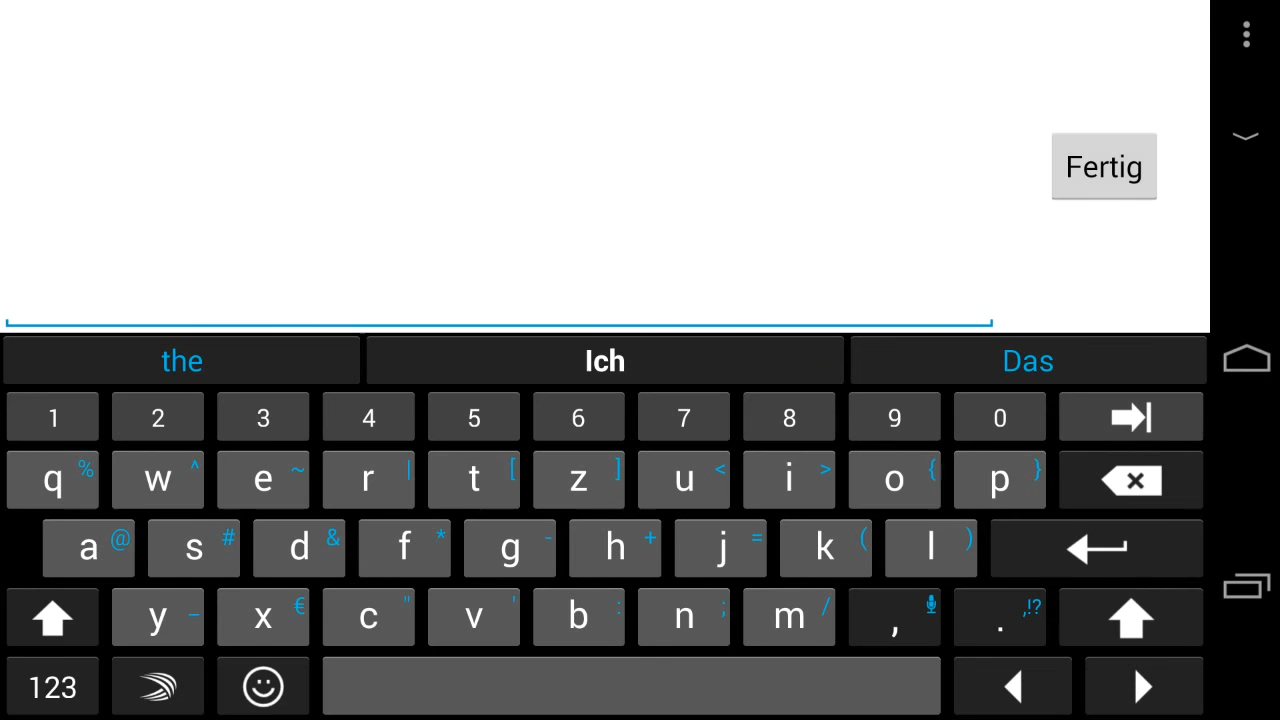 Fertig
the Ich Das
1 2 3 4 5 6 7 8 9 0
q % w ^ e ~ r | t [ z ] u < i > o { p }
a @ s # d & f * g - h + j = k ( l )
y _ x € c " v ' b : n ; m / , . ,!?
123